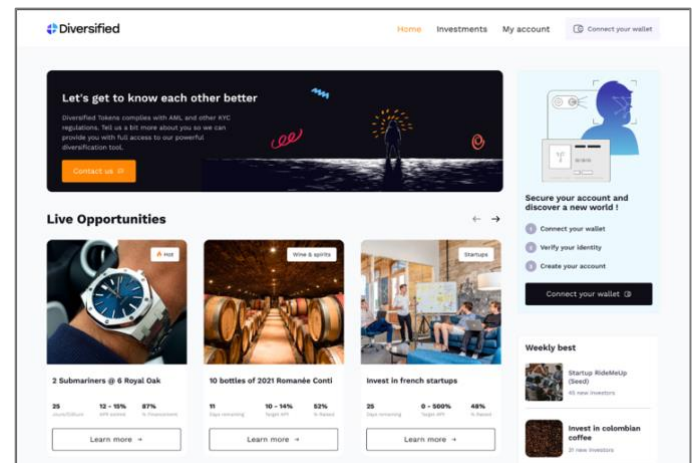 Diversified
Home Investments My account Connect your wallet
Let's get to know each other better
Diversified Tokens complies with AML and other KYC
regulations. Tell us a bit more about you so we can
provide you with full access to our powerful
diversification tool.
Contact us
Live Opportunities
← →
Hot
2 Submariners @ 6 Royal Oak
25 12 - 15% 87%
Learn more →
Wine & spirits
10 bottles of 2021 Romanée Conti
11 10 - 14% 52%
Days remaining Target APY % Raised
Learn more →
Startups
Invest in french startups
25 0 - 500% 48%
Days remaining Target APY % Raised
Learn more →
Secure your account and
discover a new world !
1 Connect your wallet
2 Verify your identity
3 Create your account
Connect your wallet
Weekly best
Startup RideMeUp
(Seed)
45 new investors
Invest in colombian
coffee
31 new investors